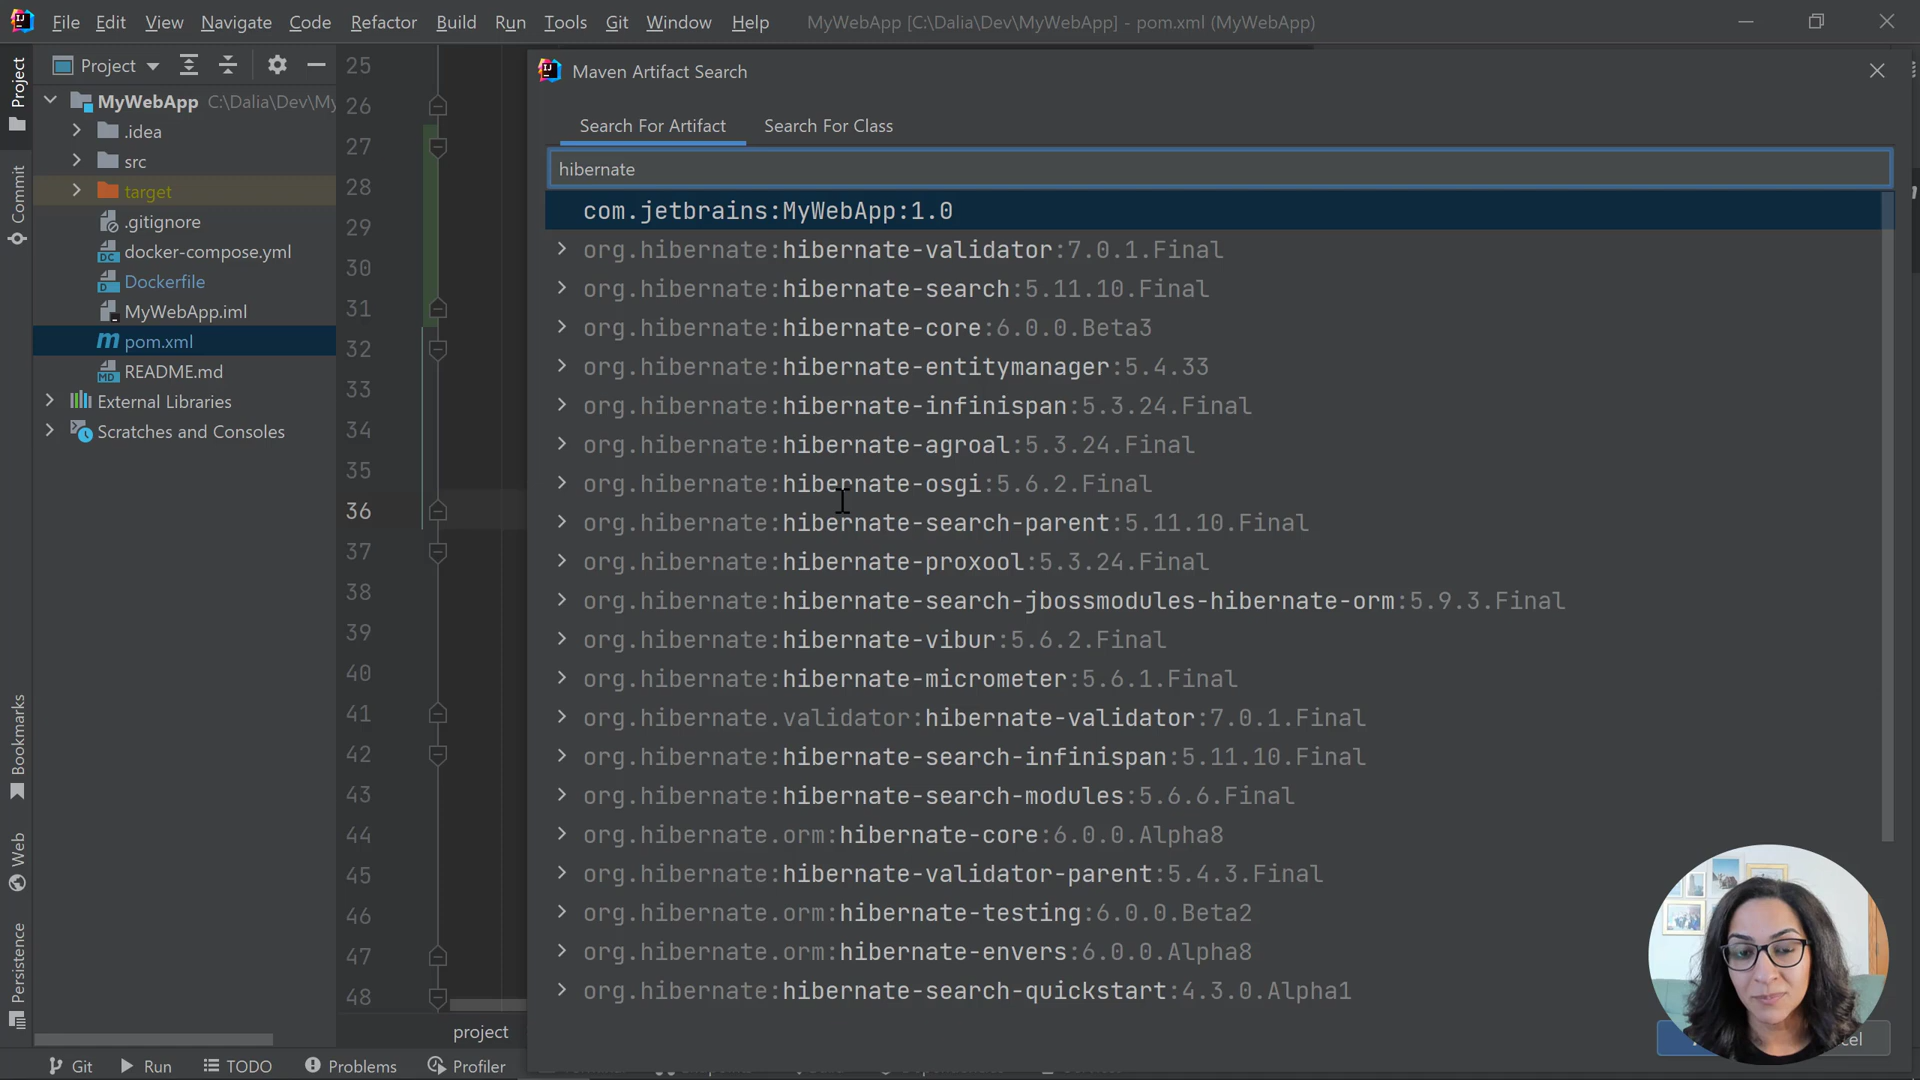 File Edit View Navigate Code Refactor Build Run Tools Git Window Help MyWebApp [C:\Dalia\Dev\MyWebApp] - pom.xml (MyWebApp)
Project
MyWebApp C:\Dalia\Dev\My
.idea
src
target
.gitignore
docker-compose.yml
Dockerfile
MyWebApp.iml
pom.xml
README.md
External Libraries
Scratches and Consoles
Project
Commit
Bookmarks
Web
Persistence
25
26
27
28
29
30
31
32
33
34
35
36
37
38
39
40
41
42
43
44
45
46
47
48
project
Maven Artifact Search
Search For Artifact Search For Class
hibernate
com.jetbrains:MyWebApp:1.0
org.hibernate:hibernate-validator:7.0.1.Final
org.hibernate:hibernate-search:5.11.10.Final
org.hibernate:hibernate-core:6.0.0.Beta3
org.hibernate:hibernate-entitymanager:5.4.33
org.hibernate:hibernate-infinispan:5.3.24.Final
org.hibernate:hibernate-agroal:5.3.24.Final
org.hibernate:hibernate-osgi:5.6.2.Final
org.hibernate:hibernate-search-parent:5.11.10.Final
org.hibernate:hibernate-proxool:5.3.24.Final
org.hibernate:hibernate-search-jbossmodules-hibernate-orm:5.9.3.Final
org.hibernate:hibernate-vibur:5.6.2.Final
org.hibernate:hibernate-micrometer:5.6.1.Final
org.hibernate.validator:hibernate-validator:7.0.1.Final
org.hibernate:hibernate-search-infinispan:5.11.10.Final
org.hibernate:hibernate-search-modules:5.6.6.Final
org.hibernate.orm:hibernate-core:6.0.0.Alpha8
org.hibernate:hibernate-validator-parent:5.4.3.Final
org.hibernate.orm:hibernate-testing:6.0.0.Beta2
org.hibernate.orm:hibernate-envers:6.0.0.Alpha8
org.hibernate:hibernate-search-quickstart:4.3.0.Alpha1
Git Run TODO Problems Profiler